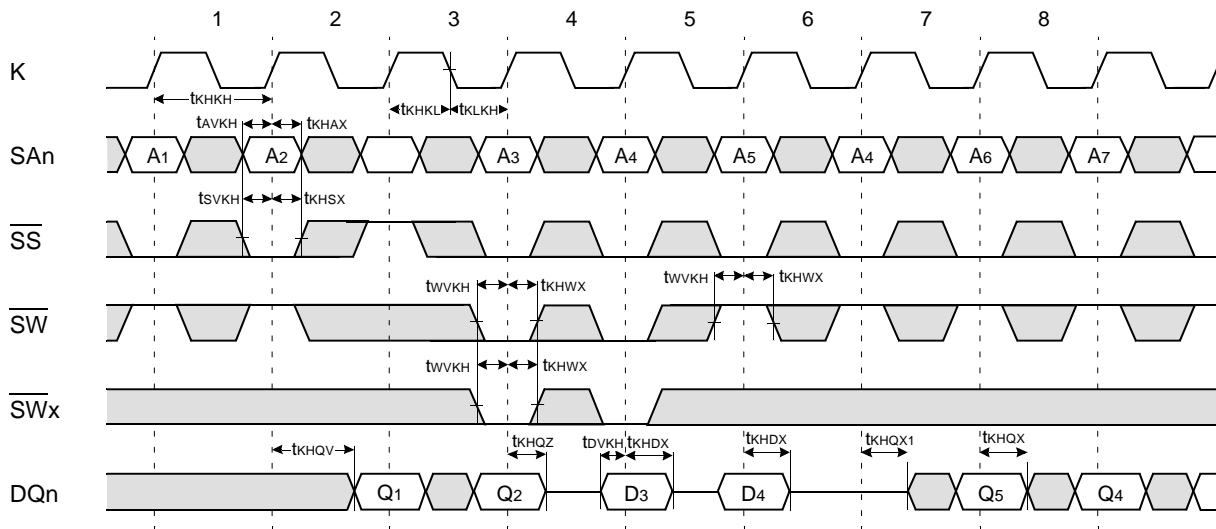 1 2 3 4 5 6 7 8
K
tKHKH tKHKL tKLKH
tAVKH tKHAX
SAn A1 A2 A3 A4 A5 A4 A6 A7
tSVKH tKHSX
SS
tWVKH tKHWX tWVKH tKHWX
SW
tWVKH tKHWX
SWx
tKHQV tKHQZ tDVKH tKHDX tKHDX tKHQX1 tKHQX
DQn Q1 Q2 D3 D4 Q5 Q4